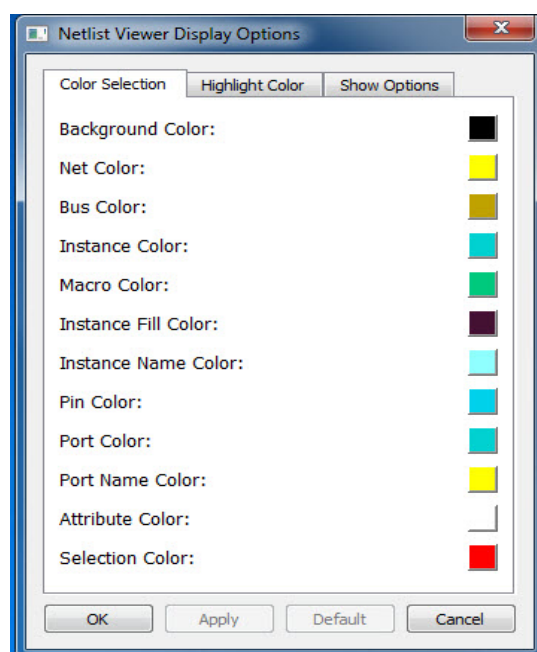 Netlist Viewer Display Options
Color Selection Highlight Color Show Options
Background Color:
Net Color:
Bus Color:
Instance Color:
Macro Color:
Instance Fill Color:
Instance Name Color:
Pin Color:
Port Color:
Port Name Color:
Attribute Color:
Selection Color:
OK Apply Default Cancel